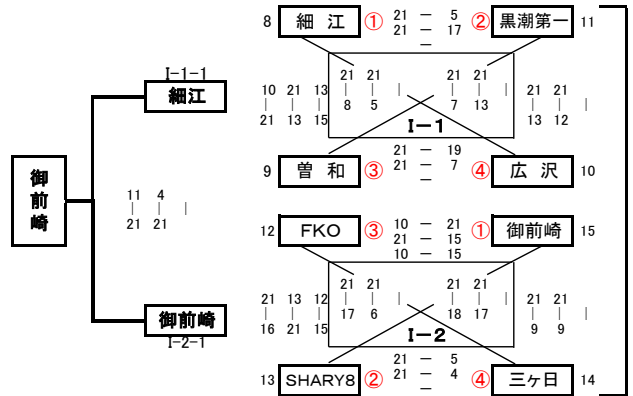 8 細 江 ① 21 － 5 ② 黒潮第一 11
21 － 17
－
I-1-1
細江
10 21 13 21 21 21 21 21 21
| | | | | | | | | | | |
21 13 15 8 5 7 13 13 12
I－1
21 － 19
9 曽 和 ③ 21 － 7 ④ 広 沢 10
－
御前崎
11 4
| | |
21 21
12 FKO ③ 10 － 21 ① 御前崎 15
21 － 15
10 － 15
21 13 12 21 21 21 21 21 21
| | | | | | | | | | | |
16 21 15 17 6 18 17 9 9
御前崎
I-2-1
I－2
21 － 5
13 SHARY8 ② 21 － 4 ④ 三ヶ日 14
－